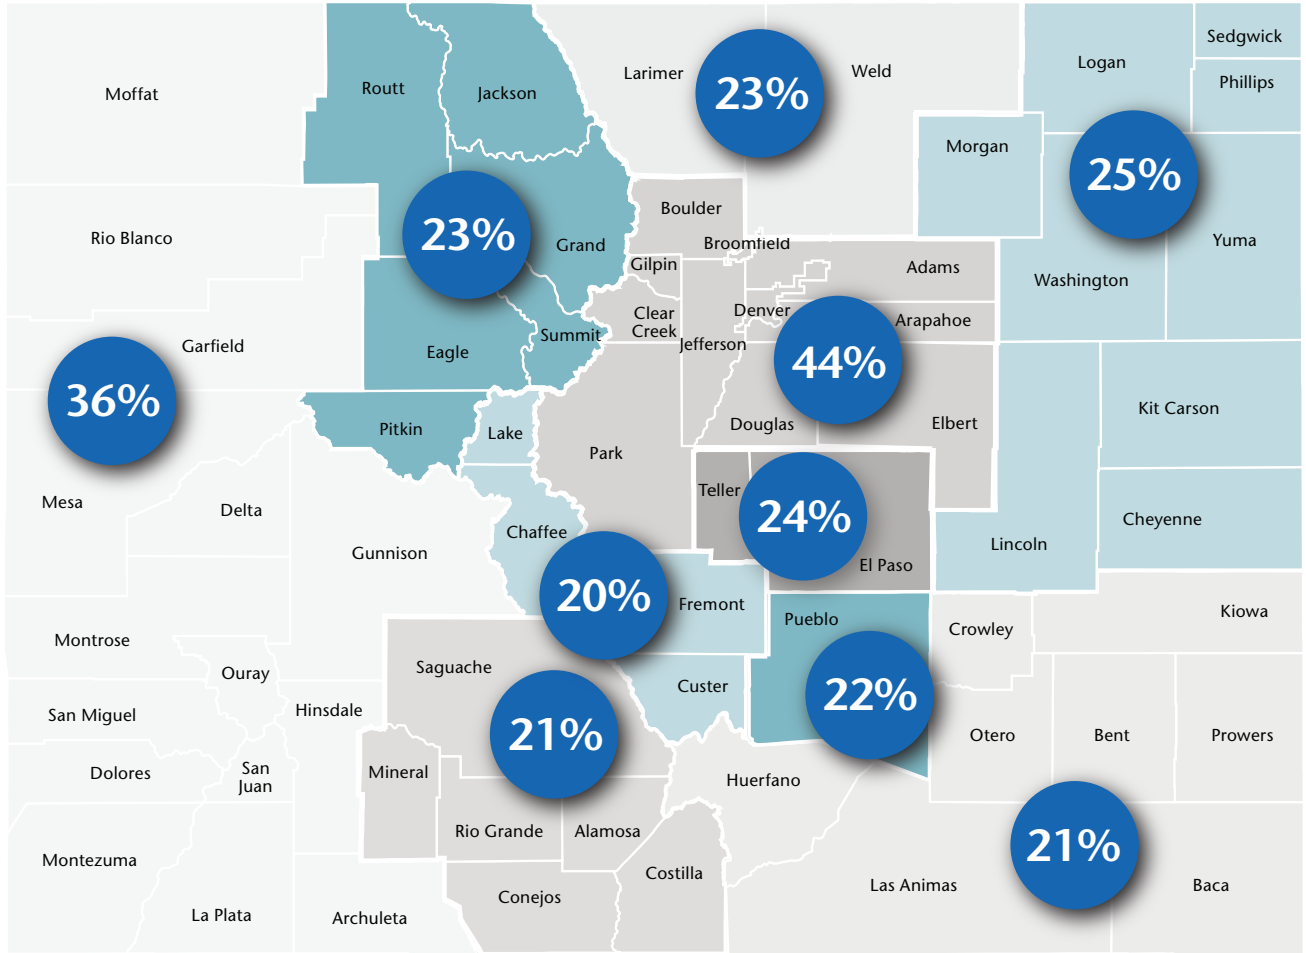 Moffat
Routt
Jackson
Larimer
23%
Weld
Logan
Sedgwick
Phillips
Morgan
25%
Rio Blanco
23%
Grand
Boulder
Broomfield
Gilpin
Adams
Washington
Yuma
Garfield
Eagle
Summit
Clear
Creek
Jefferson
Denver
Arapahoe
44%
36%
Pitkin
Lake
Park
Douglas
Elbert
Kit Carson
Mesa
Delta
Gunnison
Chaffee
Teller
24%
El Paso
Lincoln
Cheyenne
20%
Fremont
Pueblo
Crowley
Kiowa
Montrose
Ouray
Saguache
Custer
22%
San Miguel
Hinsdale
21%
Otero
Bent
Prowers
Dolores
San
Juan
Mineral
Huerfano
Rio Grande
Alamosa
21%
Montezuma
Costilla
Las Animas
Baca
La Plata
Archuleta
Conejos